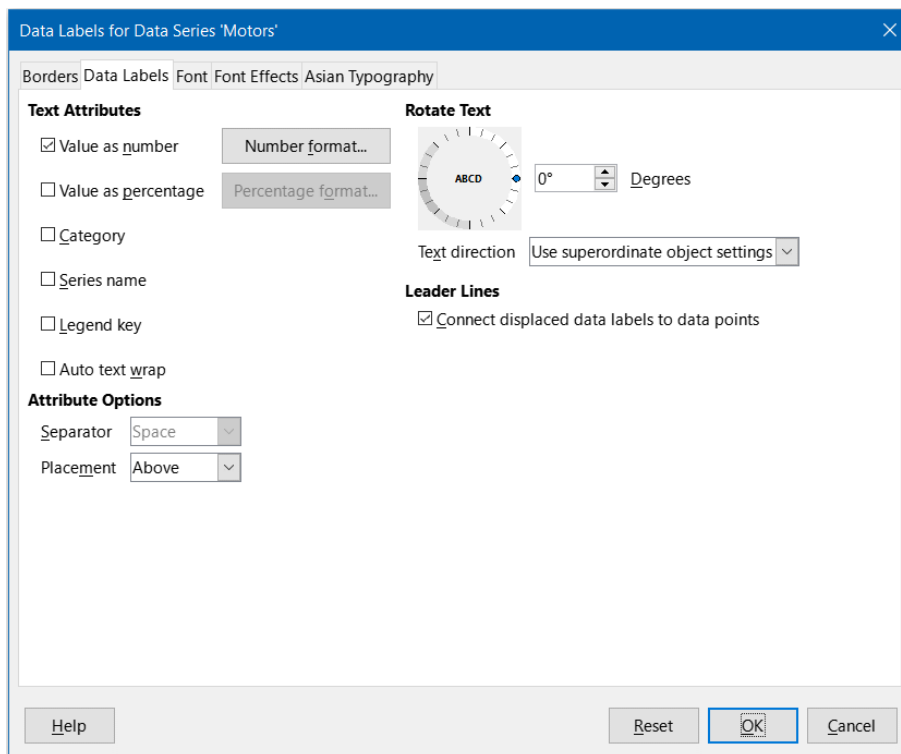 Data Labels for Data Series 'Motors'
Borders Data Labels Font Font Effects Asian Typography
Text Attributes
Value as number Number format...
Value as percentage Percentage format...
Category
Series name
Legend key
Auto text wrap
Attribute Options
Separator Space
Placement Above
Rotate Text
ABCD 0° Degrees
Text direction Use superordinate object settings
Leader Lines
Connect displaced data labels to data points
Help Reset OK Cancel